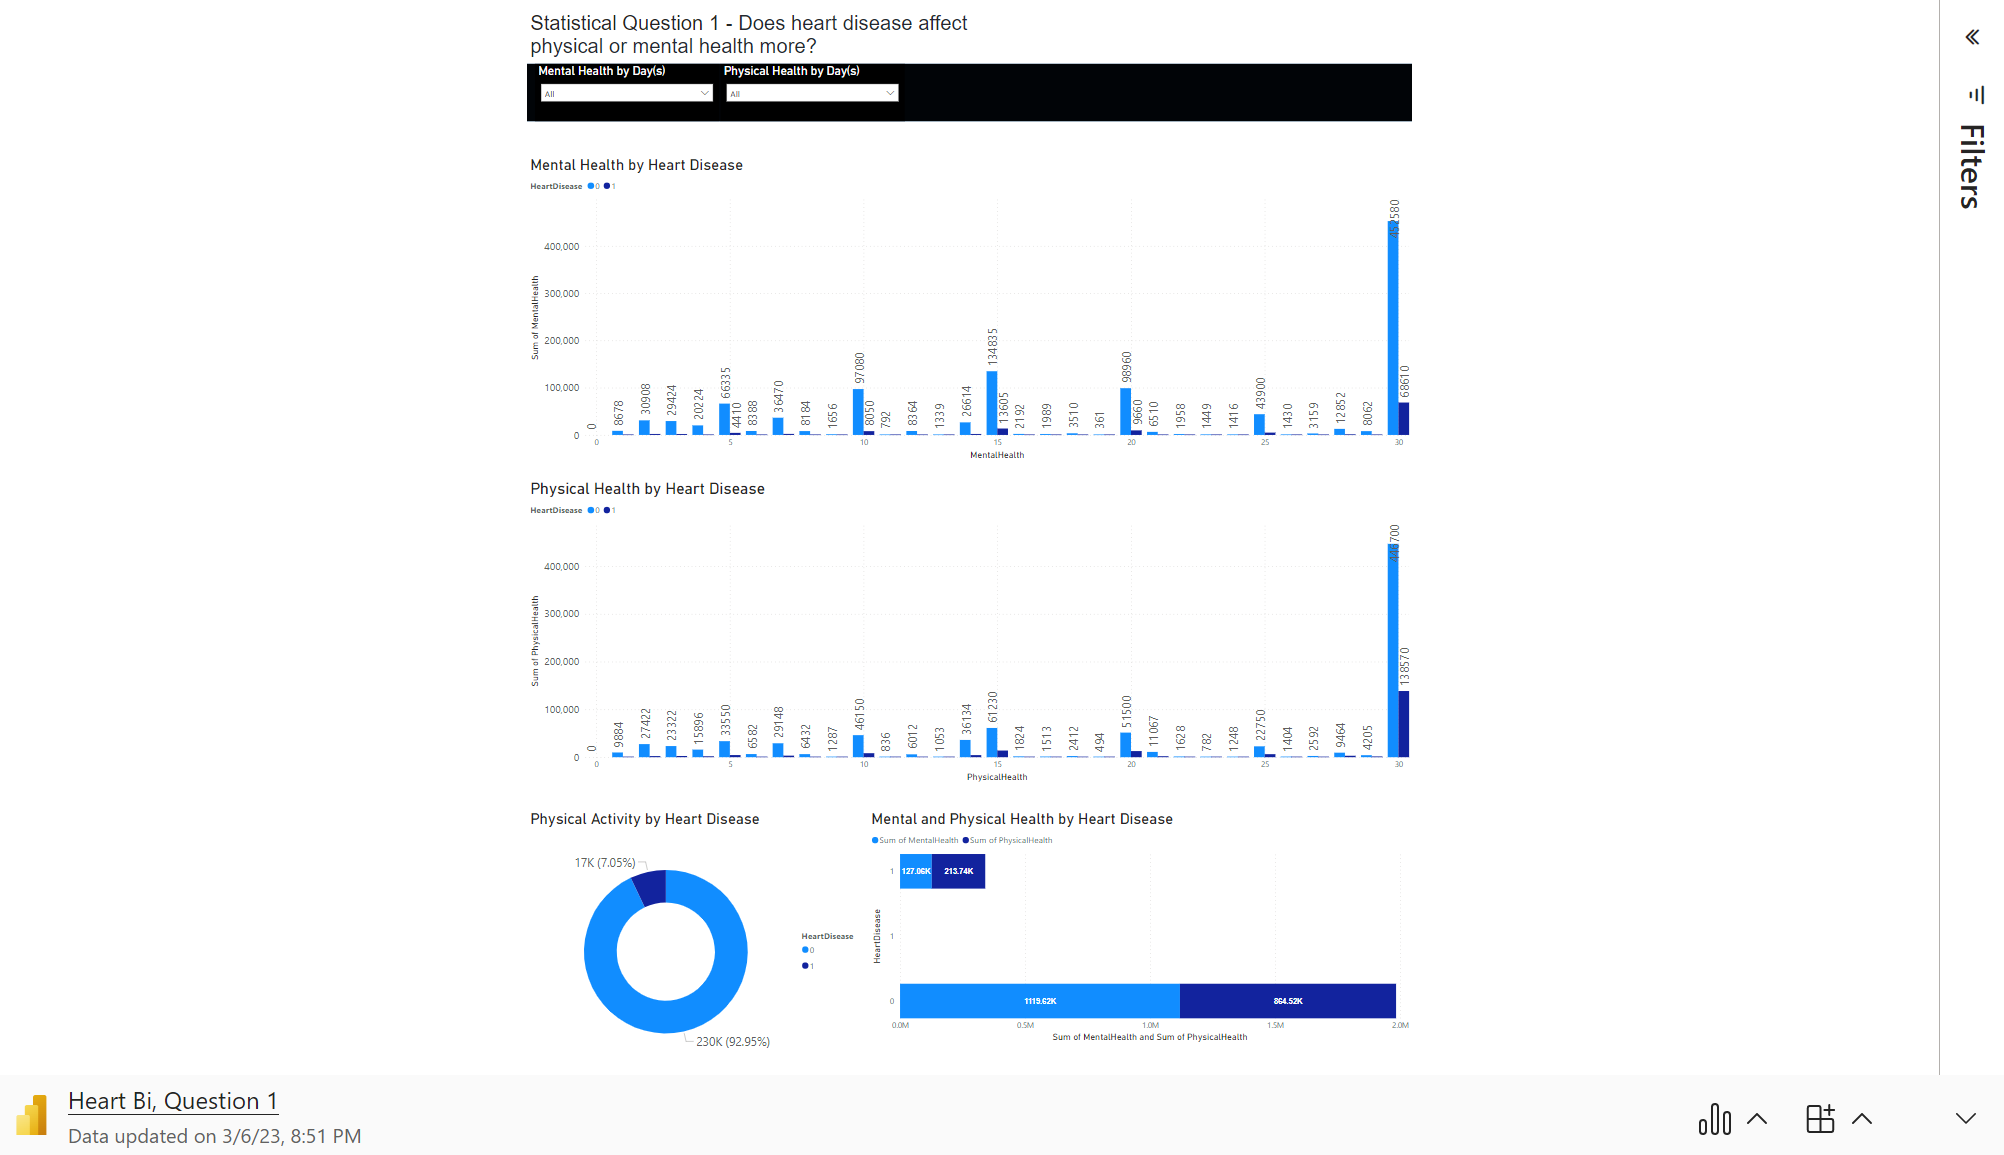 Statistical Question 1 - Does heart disease affect
physical or mental health more?
Mental Health by Day(s)
Physical Health by Day(s)
All
All
Filters
Mental Health by Heart Disease
HeartDisease 0 1
Sum of MentalHealth
400,000
300,000
200,000
100,000
0
0 8678 30908 29424 20224 66335 4410 8388 36470 8184 1656 97080 8050 792 8364 1339 26614 134835 13605 2192 1989 3510 361 98960 9660 6510 1958 1449 1416 43900 1430 3159 12852 8062 452580 68610
0 5 10 15 20 25 30
MentalHealth
Physical Health by Heart Disease
HeartDisease 0 1
Sum of PhysicalHealth
400,000
300,000
200,000
100,000
0
0 9884 27422 23322 15896 33550 6582 29148 6432 1287 46150 836 6012 1053 36134 61230 1824 1513 2412 494 51500 11067 1628 782 1248 22750 1404 2592 9464 4205 446700 138570
0 5 10 15 20 25 30
PhysicalHealth
Physical Activity by Heart Disease
17K (7.05%)
230K (92.95%)
HeartDisease
0
1
Mental and Physical Health by Heart Disease
Sum of MentalHealth Sum of PhysicalHealth
HeartDisease
1 127.06K 213.74K
1
0 1119.62K 864.52K
0.0M 0.5M 1.0M 1.5M 2.0M
Sum of MentalHealth and Sum of PhysicalHealth
Heart Bi, Question 1
Data updated on 3/6/23, 8:51 PM